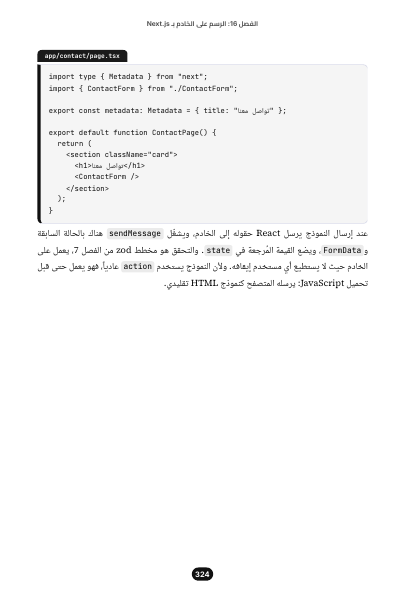 الفصل 16: الرسم على الخادم بـ Next.js
app/contact/page.tsx
import type { Metadata } from "next";
import { ContactForm } from "./ContactForm";
export const metadata: Metadata = { title: "تواصل معنا" };
export default function ContactPage() {
return (
<section className="card">
<h1>تواصل معنا</h1>
<ContactForm />
</section>
);
}
عند إرسال النموذج يرسل React حقوله إلى الخادم، ويشغّل sendMessage هناك بالحالة السابقة
و FormData، ويضع القيمة المُرجعة في state. والتحقق هو مخطط zod من الفصل 7، يعمل على
الخادم حيث لا يستطيع أي مستخدم إيقافه. ولأن النموذج يستخدم action عادياً، فهو يعمل حتى قبل
تحميل JavaScript: يرسله المتصفح كنموذج HTML تقليدي.
324